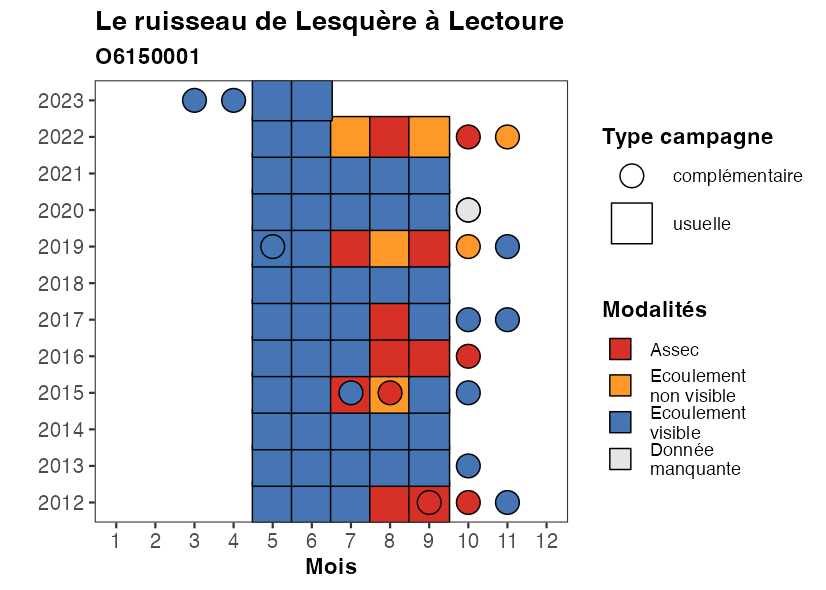 Le ruisseau de Lesquère à Lectoure
O6150001
2023
2022
2021
2020
2019
2018
2017
2016
2015
2014
2013
2012
1 2 3 4 5 6 7 8 9 10 11 12
Mois
Type campagne
complémentaire
usuelle
Modalités
Assec
Ecoulement
non visible
Ecoulement
visible
Donnée
manquante